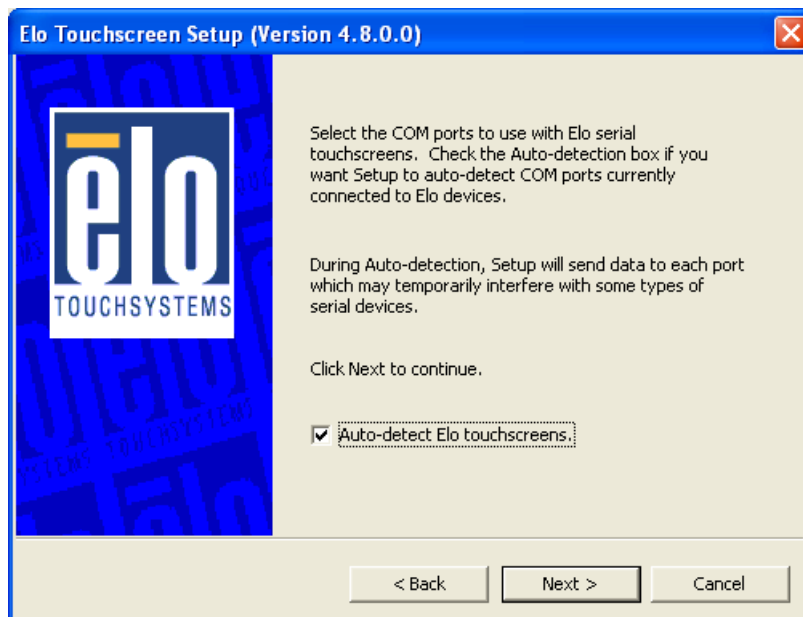 Elo Touchscreen Setup (Version 4.8.0.0)
elo
TOUCHSYSTEMS
Select the COM ports to use with Elo serial
touchscreens. Check the Auto-detection box if you
want Setup to auto-detect COM ports currently
connected to Elo devices.
During Auto-detection, Setup will send data to each port
which may temporarily interfere with some types of
serial devices.
Click Next to continue.
Auto-detect Elo touchscreens.
< Back
Next >
Cancel